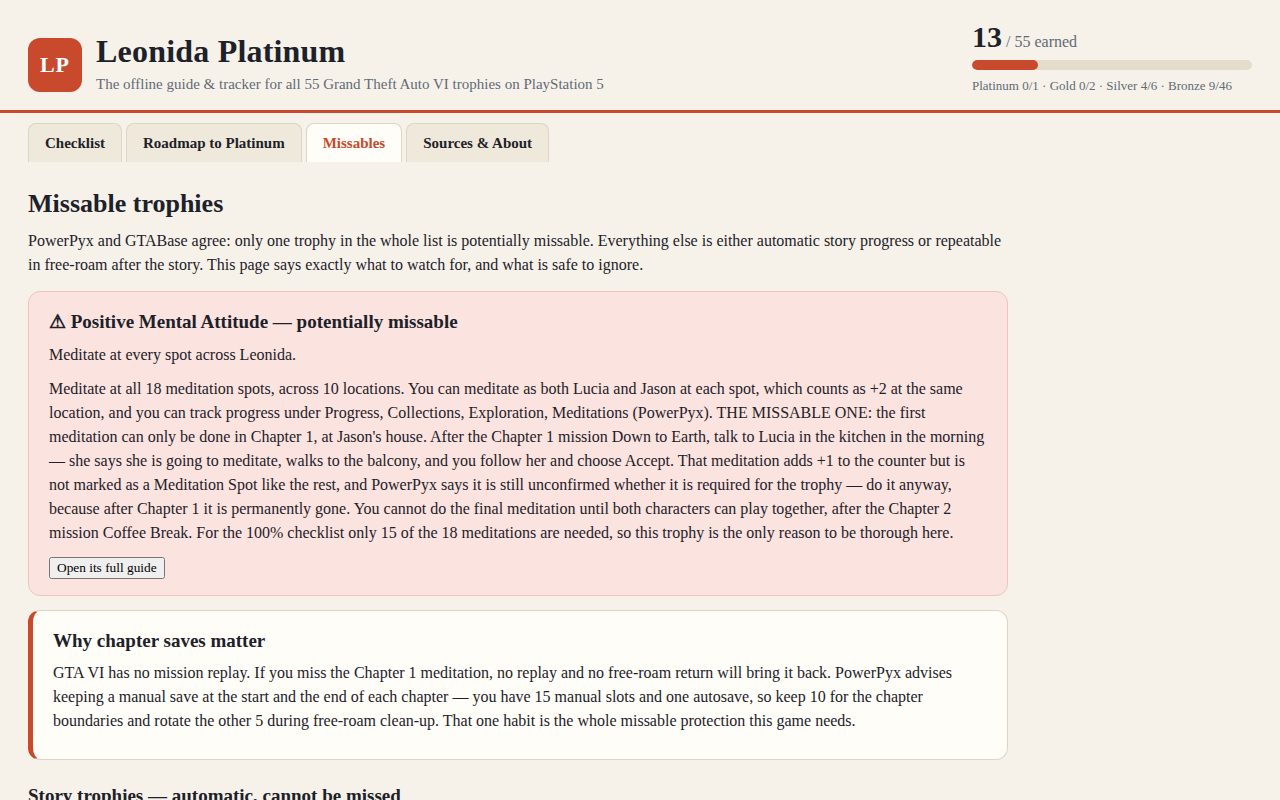 LP
Leonida Platinum
The offline guide & tracker for all 55 Grand Theft Auto VI trophies on PlayStation 5
13 / 55 earned
Platinum 0/1 · Gold 0/2 · Silver 4/6 · Bronze 9/46
Checklist
Roadmap to Platinum
Missables
Sources & About
Missable trophies
PowerPyx and GTABase agree: only one trophy in the whole list is potentially missable. Everything else is either automatic story progress or repeatable
in free-roam after the story. This page says exactly what to watch for, and what is safe to ignore.
⚠ Positive Mental Attitude — potentially missable
Meditate at every spot across Leonida.
Meditate at all 18 meditation spots, across 10 locations. You can meditate as both Lucia and Jason at each spot, which counts as +2 at the same
location, and you can track progress under Progress, Collections, Exploration, Meditations (PowerPyx). THE MISSABLE ONE: the first
meditation can only be done in Chapter 1, at Jason's house. After the Chapter 1 mission Down to Earth, talk to Lucia in the kitchen in the morning
— she says she is going to meditate, walks to the balcony, and you follow her and choose Accept. That meditation adds +1 to the counter but is
not marked as a Meditation Spot like the rest, and PowerPyx says it is still unconfirmed whether it is required for the trophy — do it anyway,
because after Chapter 1 it is permanently gone. You cannot do the final meditation until both characters can play together, after the Chapter 2
mission Coffee Break. For the 100% checklist only 15 of the 18 meditations are needed, so this trophy is the only reason to be thorough here.
Open its full guide
Why chapter saves matter
GTA VI has no mission replay. If you miss the Chapter 1 meditation, no replay and no free-roam return will bring it back. PowerPyx advises
keeping a manual save at the start and the end of each chapter — you have 15 manual slots and one autosave, so keep 10 for the chapter
boundaries and rotate the other 5 during free-roam clean-up. That one habit is the whole missable protection this game needs.
Story trophies — automatic, cannot be missed